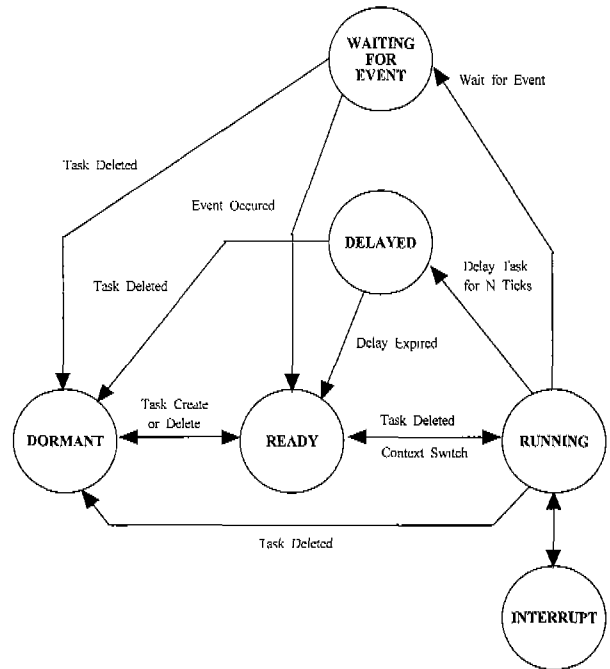 WAITING
FOR
EVENT
Wait for Event
Task Deleted
Event Occured
DELAYED
Delay Task
for N Ticks
Task Deleted
Delay Expired
Task Create
or Delete
Task Deleted
DORMANT
READY
RUNNING
Context Switch
Task Deleted
INTERRUPT